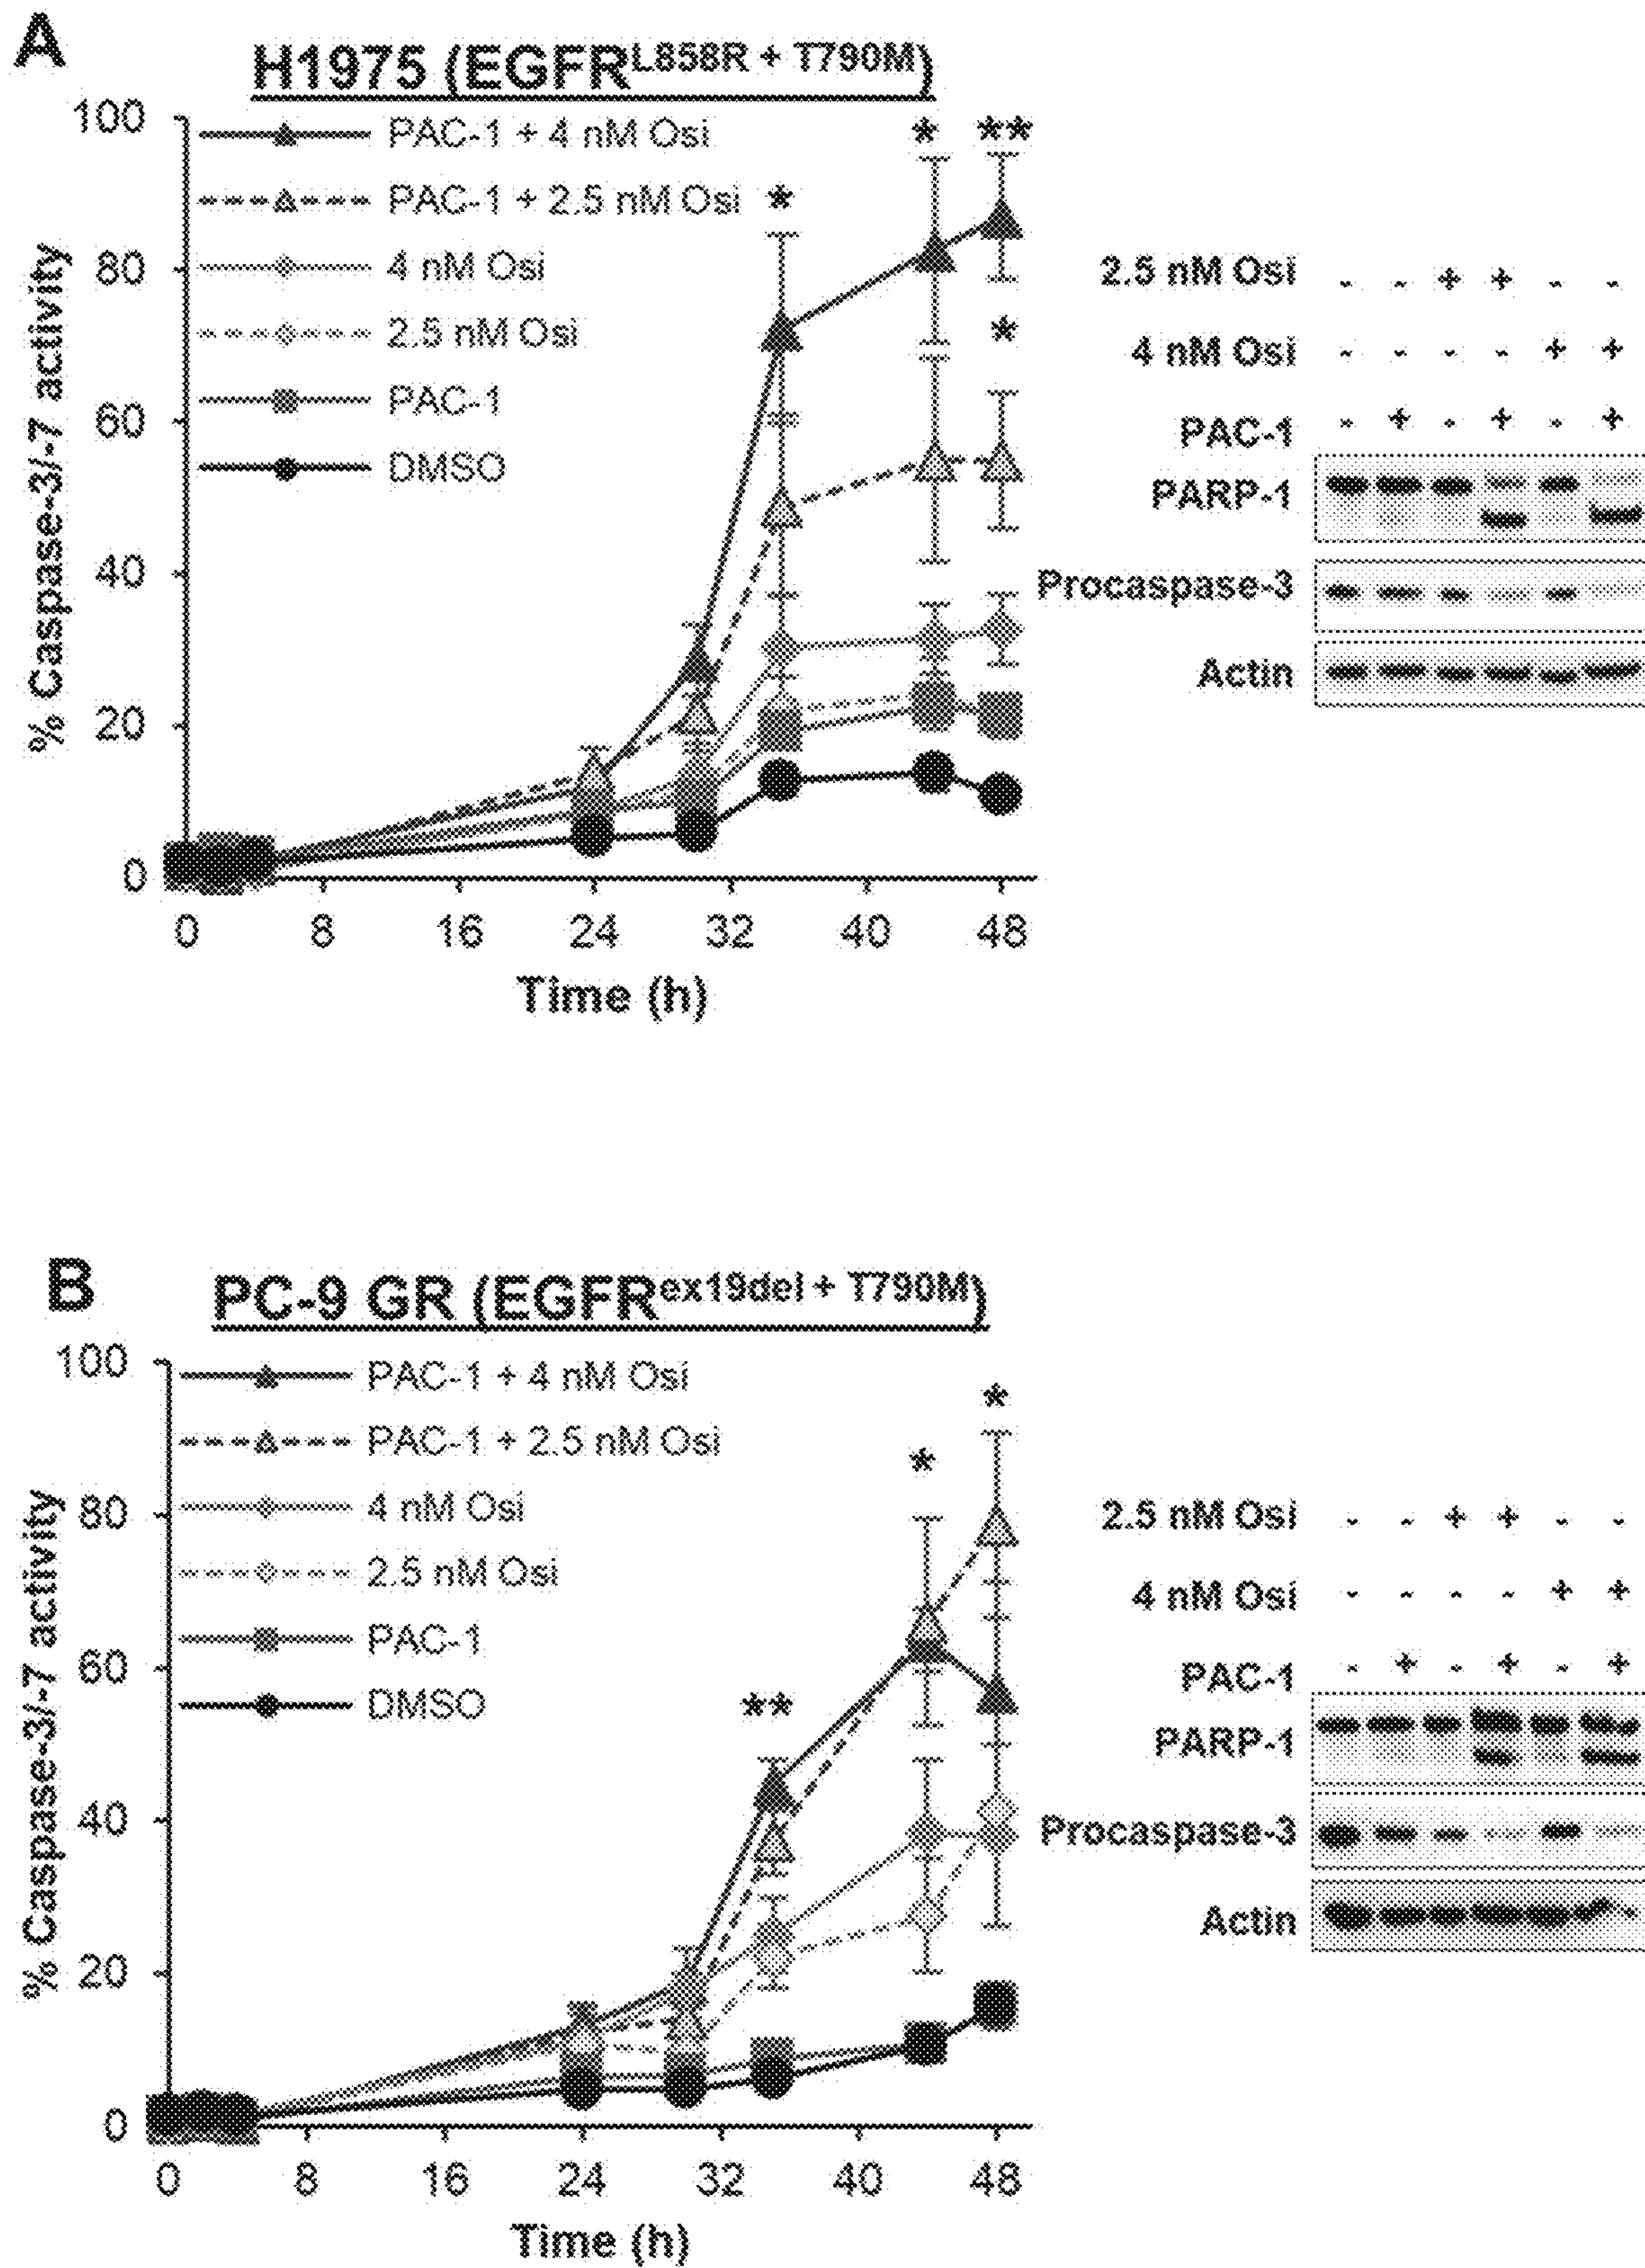 A
H1975 (EGFR^L858R + T790M)
% Caspase-3/-7 activity
100
80
60
40
20
0
PAC-1 + 4 nM Osi
PAC-1 + 2.5 nM Osi
4 nM Osi
2.5 nM Osi
PAC-1
DMSO
*
* **
*
0 8 16 24 32 40 48
Time (h)
2.5 nM Osi - - + + - -
4 nM Osi - - - - + +
PAC-1 - + - + - +
PARP-1
Procaspase-3
Actin
B
PC-9 GR (EGFR^ex19del + T790M)
% Caspase-3/-7 activity
100
80
60
40
20
0
PAC-1 + 4 nM Osi
PAC-1 + 2.5 nM Osi
4 nM Osi
2.5 nM Osi
PAC-1
DMSO
**
*
*
0 8 16 24 32 40 48
Time (h)
2.5 nM Osi - - + + - -
4 nM Osi - - - - + +
PAC-1 - + - + - +
PARP-1
Procaspase-3
Actin